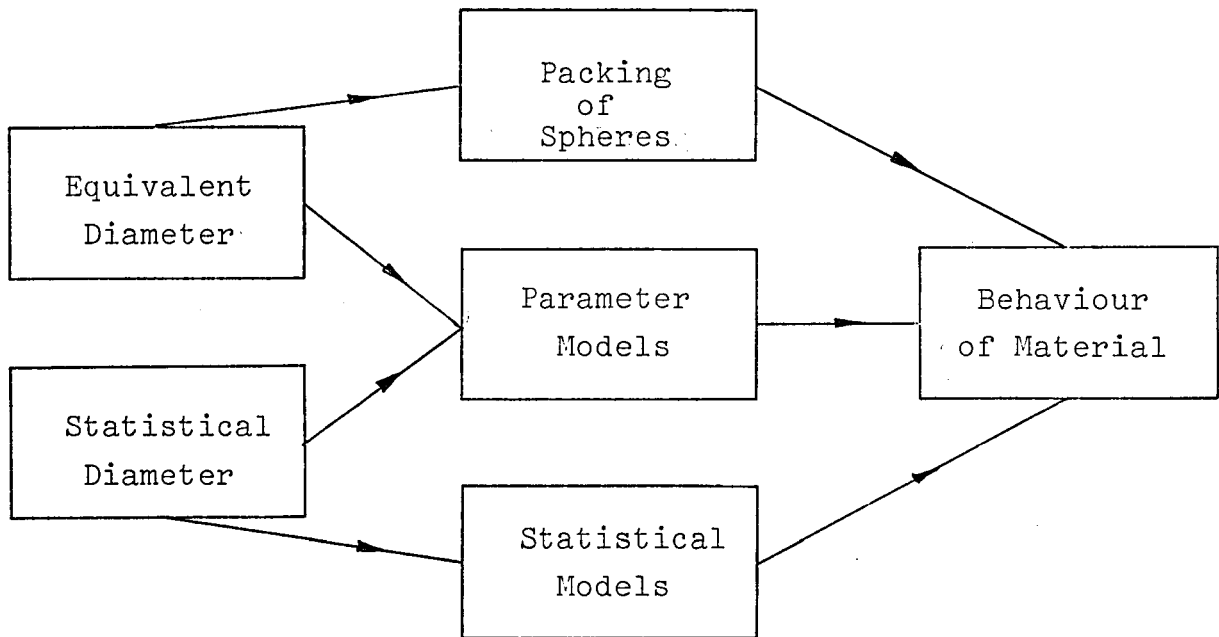 Packing
of
Spheres
Equivalent
Diameter
Parameter
Models
Behaviour
of Material
Statistical
Diameter
Statistical
Models